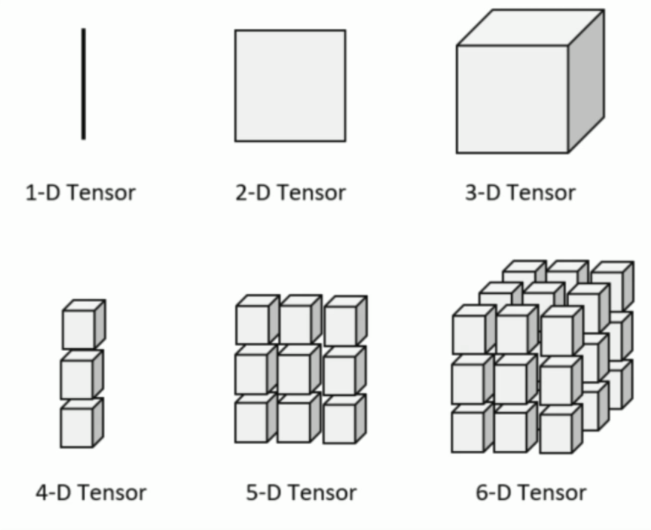 1-D Tensor
2-D Tensor
3-D Tensor
4-D Tensor
5-D Tensor
6-D Tensor